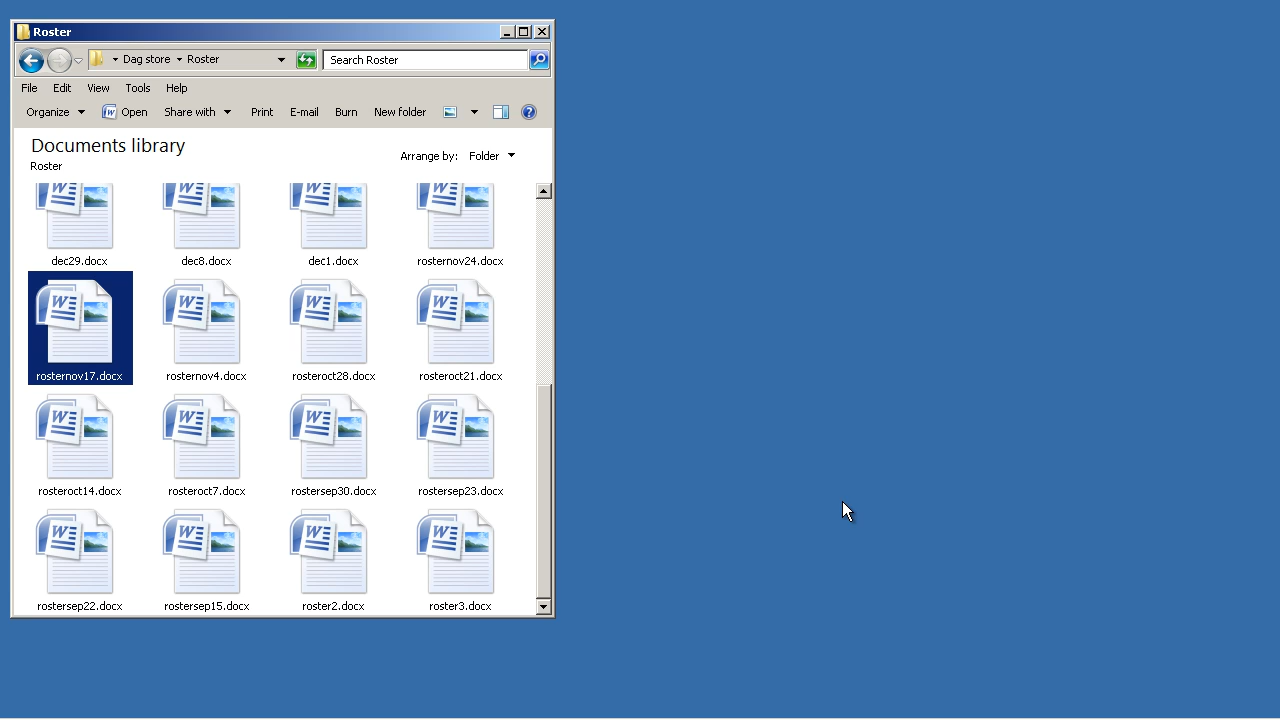 Roster
Dag store Roster
Search Roster
File Edit View Tools Help
Organize Open Share with Print E-mail Burn New folder
Documents library
Roster
Arrange by: Folder
dec29.docx dec8.docx dec1.docx rosternov24.docx
rosternov17.docx rosternov4.docx rosteroct28.docx rosteroct21.docx
rosteroct14.docx rosteroct7.docx rostersep30.docx rostersep23.docx
rostersep22.docx rostersep15.docx roster2.docx roster3.docx